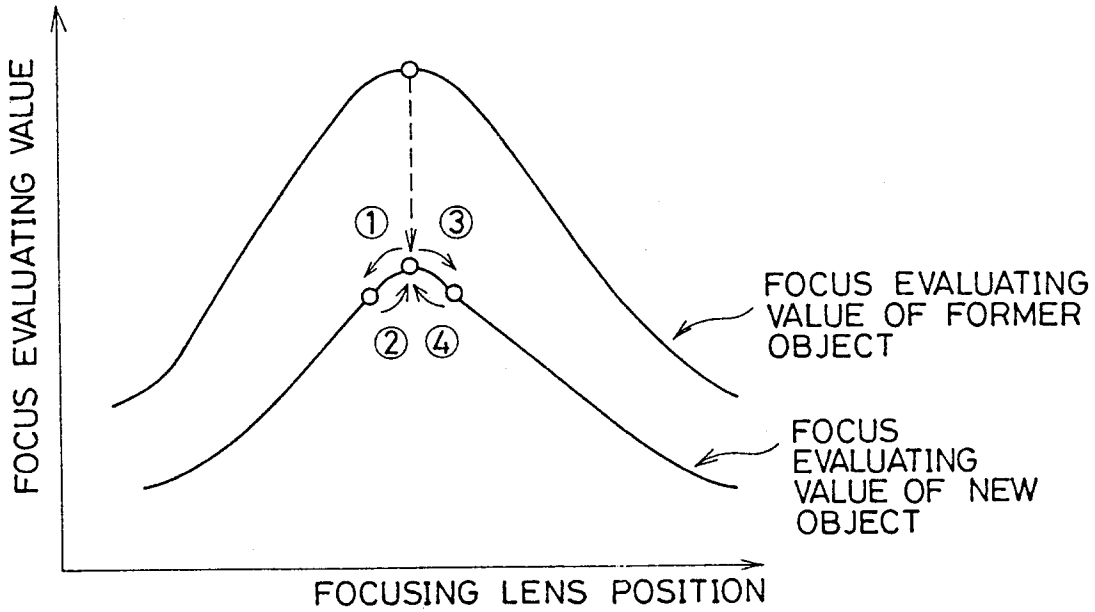 FOCUS EVALUATING VALUE
① ③
② ④
FOCUS EVALUATING
VALUE OF FORMER
OBJECT
FOCUS
EVALUATING
VALUE OF NEW
OBJECT
FOCUSING LENS POSITION